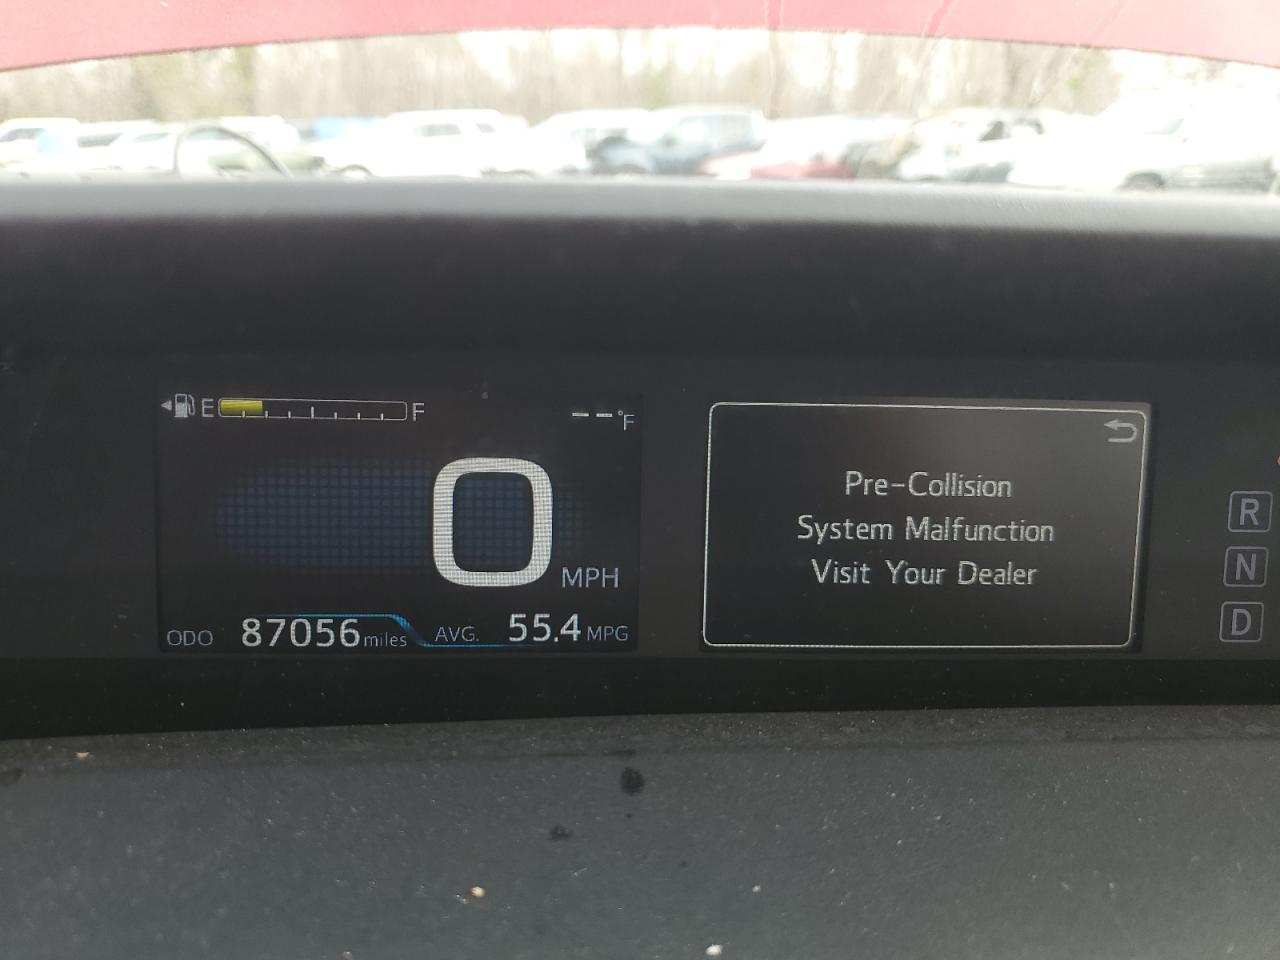 E F
-- °F
0 MPH
ODO 87056 miles AVG. 55.4 MPG
Pre-Collision
System Malfunction
Visit Your Dealer
R
N
D